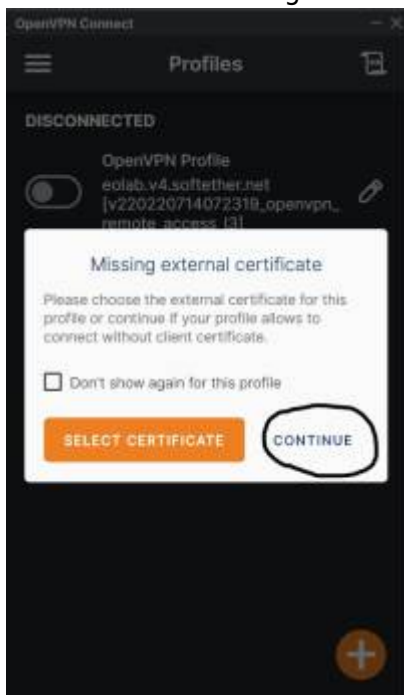 OpenVPN Connect
Profiles
DISCONNECTED
OpenVPN Profile
eolab.v4.softether.net
[v220220714072319_openvpn_
remote_access_l3]
Missing external certificate
Please choose the external certificate for this
profile or continue if your profile allows to
connect without client certificate.
Don't show again for this profile
SELECT CERTIFICATE
CONTINUE